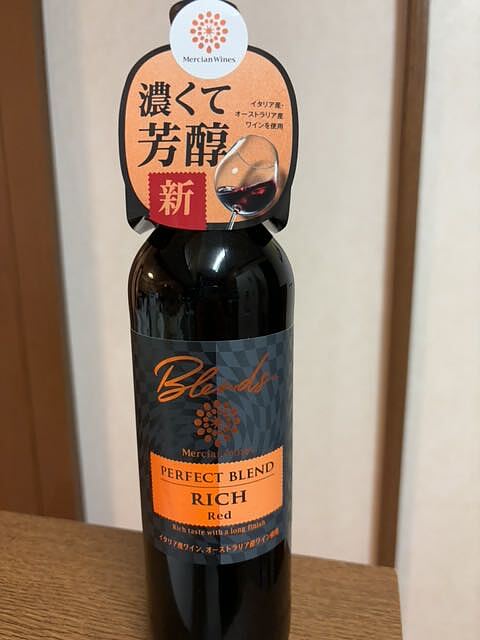 Mercian Wines
濃くて
芳醇
イタリア産・
オーストラリア産
ワインを使用
新
Blends
Mercian Wines
PERFECT BLEND
RICH
Red
Rich taste with a long finish
イタリア産ワイン、オーストラリア産ワイン使用